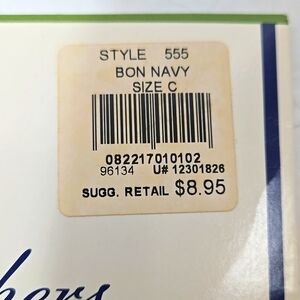 STYLE 555
BON NAVY
SIZE C
082217010102
96134 U# 12301826
SUGG. RETAIL $8.95